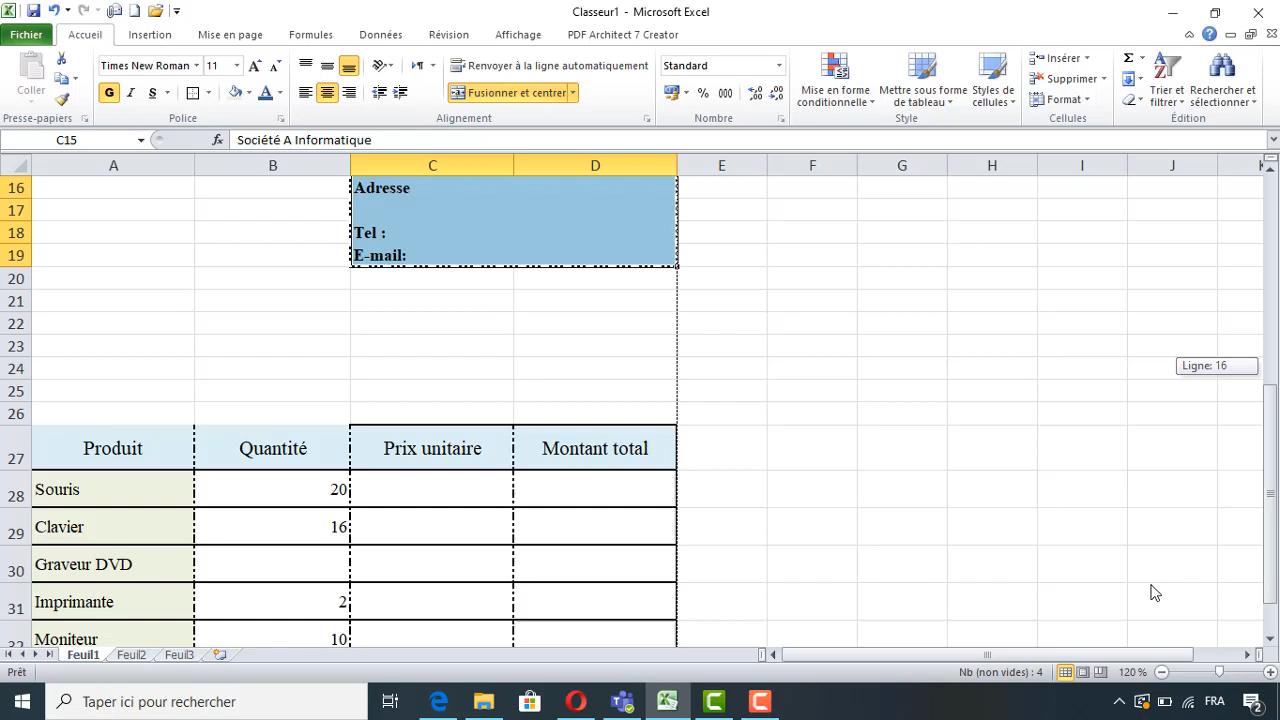 Classeur1 - Microsoft Excel
Fichier Accueil Insertion Mise en page Formules Données Révision Affichage PDF Architect 7 Creator
Coller
Times New Roman 11
G I S
Renvoyer à la ligne automatiquement
Fusionner et centrer
Standard
% 000
Mise en forme conditionnelle
Mettre sous forme de tableau
Styles de cellules
Insérer
Supprimer
Format
Trier et filtrer
Rechercher et sélectionner
Presse-papiers Police Alignement Nombre Style Cellules Édition
C15 fx Société A Informatique
A B C D E F G H I J K
16 Adresse
17
18 Tel :
19 E-mail:
20
21
22
23
24 Ligne: 16
25
26
27 Produit Quantité Prix unitaire Montant total
28 Souris 20
29 Clavier 16
30 Graveur DVD
31 Imprimante 2
32 Moniteur 10
Feuil1 Feuil2 Feuil3
Prêt Nb (non vides) : 4 120 %
Taper ici pour rechercher FRA 2